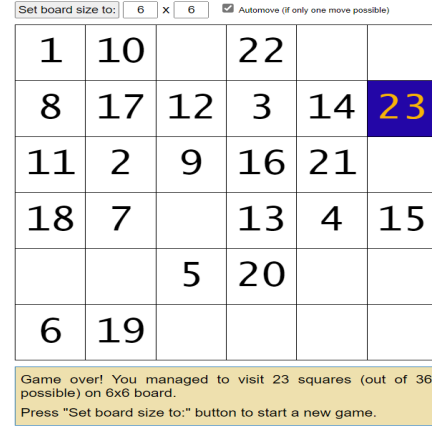 Set board size to: 6 x 6 Automove (if only one move possible)
1 10 22
8 17 12 3 14 23
11 2 9 16 21
18 7 13 4 15
5 20
6 19
Game over! You managed to visit 23 squares (out of 36
possible) on 6x6 board.
Press "Set board size to:" button to start a new game.